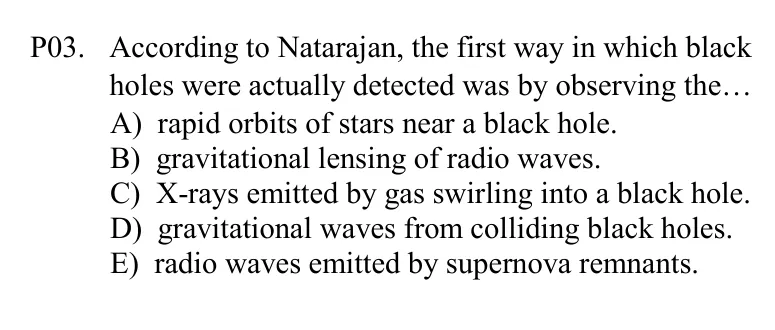 P03. According to Natarajan, the first way in which black
holes were actually detected was by observing the…
A) rapid orbits of stars near a black hole.
B) gravitational lensing of radio waves.
C) X-rays emitted by gas swirling into a black hole.
D) gravitational waves from colliding black holes.
E) radio waves emitted by supernova remnants.